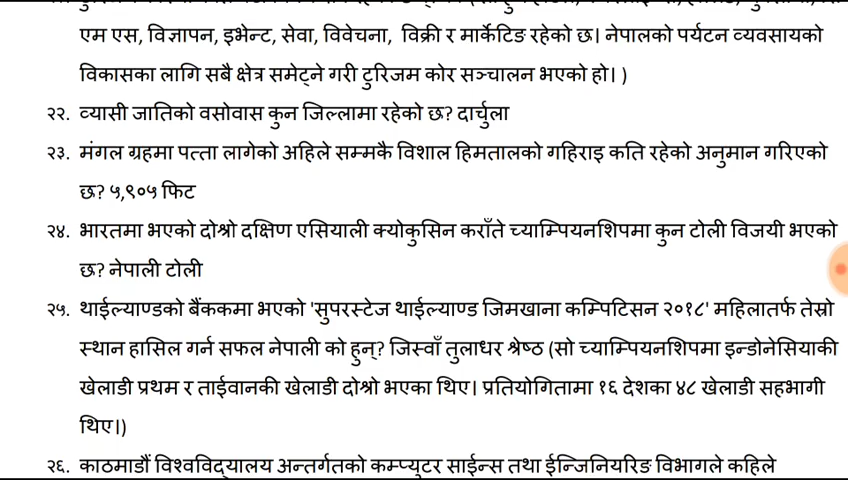 एम एस, विज्ञापन, इभेन्ट, सेवा, विवेचना, विक्री र मार्केटिङ रहेको छ। नेपालको पर्यटन व्यवसायको
विकासका लागि सबै क्षेत्र समेट्ने गरी टुरिजम कोर सञ्चालन भएको हो। )
२२. व्यासी जातिको वसोवास कुन जिल्लामा रहेको छ? दार्चुला
२३. मंगल ग्रहमा पत्ता लागेको अहिले सम्मकै विशाल हिमतालको गहिराइ कति रहेको अनुमान गरिएको
छ? ५,९०५ फिट
२४. भारतमा भएको दोश्रो दक्षिण एसियाली क्योकुसिन कराँते च्याम्पियनशिपमा कुन टोली विजयी भएको
छ? नेपाली टोली
२५. थाईल्याण्डको बैंककमा भएको 'सुपरस्टेज थाईल्याण्ड जिमखाना कम्पिटिसन २०१८' महिलातर्फ तेस्रो
स्थान हासिल गर्न सफल नेपाली को हुन्? जिस्वाँ तुलाधर श्रेष्ठ (सो च्याम्पियनशिपमा इन्डोनेसियाकी
खेलाडी प्रथम र ताईवानकी खेलाडी दोश्रो भएका थिए। प्रतियोगितामा १६ देशका ४८ खेलाडी सहभागी
थिए।)
२६. काठमाडौं विश्वविद्यालय अन्तर्गतको कम्प्युटर साईन्स तथा ईन्जिनियरिङ विभागले कहिले